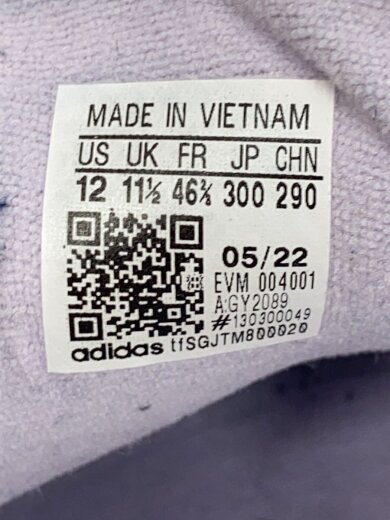 MADE IN VIETNAM
US UK FR JP CHN
12 11½ 46⅔ 300 290
05/22
EVM 004001
A:GY2089
#130300049
adidas tfSGJTM800020